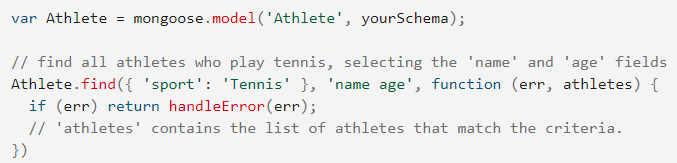 var Athlete = mongoose.model('Athlete', yourSchema);
// find all athletes who play tennis, selecting the 'name' and 'age' fields
Athlete.find({ 'sport': 'Tennis' }, 'name age', function (err, athletes) {
  if (err) return handleError(err);
  // 'athletes' contains the list of athletes that match the criteria.
})